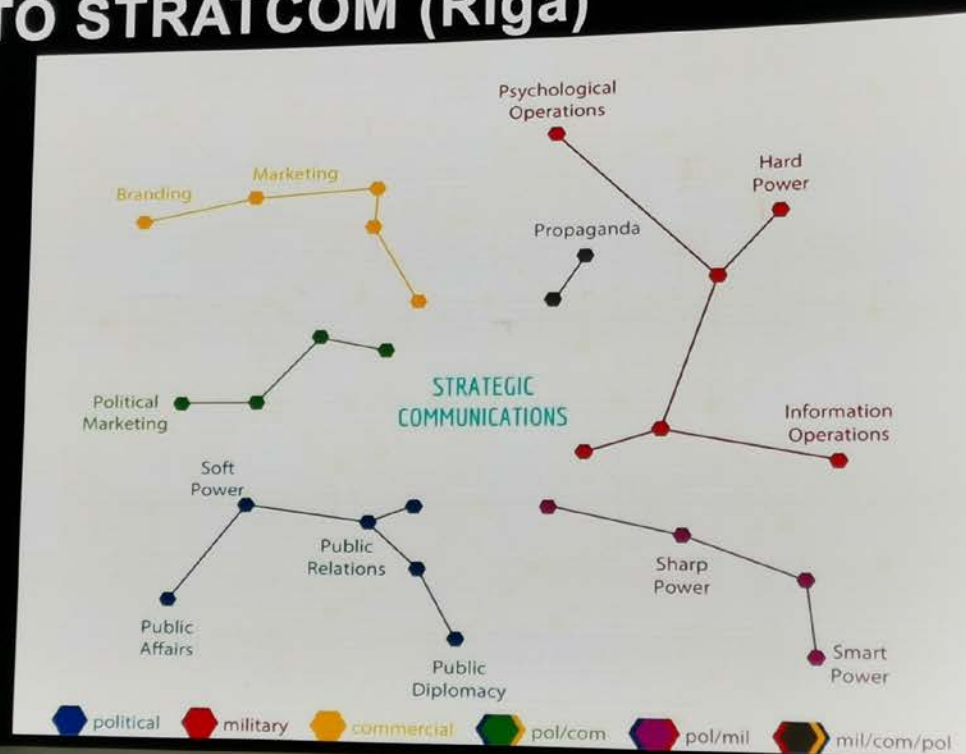 TO STRATCOM (Riga)
Psychological
Operations
Hard
Power
Branding
Marketing
Propaganda
Political
Marketing
STRATEGIC
COMMUNICATIONS
Information
Operations
Soft
Power
Public
Relations
Sharp
Power
Public
Affairs
Public
Diplomacy
Smart
Power
political
military
commercial
pol/com
pol/mil
mil/com/pol